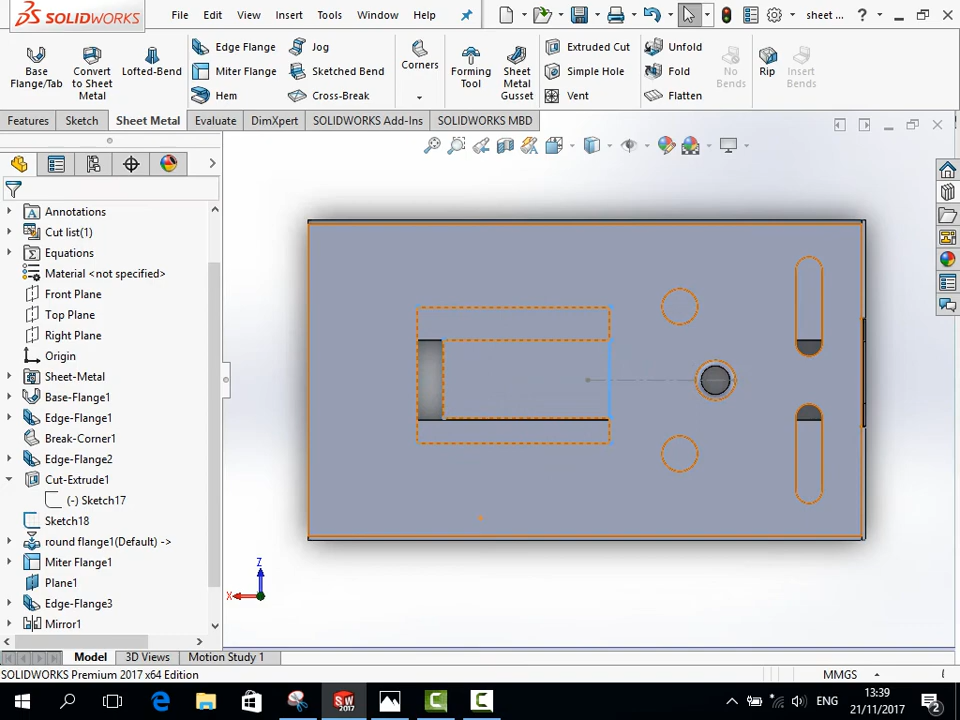 SOLIDWORKS
File Edit View Insert Tools Window Help
sheet ...
Base Flange/Tab
Convert to Sheet Metal
Lofted-Bend
Edge Flange
Miter Flange
Hem
Jog
Sketched Bend
Cross-Break
Corners
Forming Tool
Sheet Metal Gusset
Extruded Cut
Simple Hole
Vent
Unfold
Fold
Flatten
No Bends
Rip
Insert Bends
Features Sketch Sheet Metal Evaluate DimXpert SOLIDWORKS Add-Ins SOLIDWORKS MBD
Annotations
Cut list(1)
Equations
Material <not specified>
Front Plane
Top Plane
Right Plane
Origin
Sheet-Metal
Base-Flange1
Edge-Flange1
Break-Corner1
Edge-Flange2
Cut-Extrude1
(-) Sketch17
Sketch18
round flange1(Default) ->
Miter Flange1
Plane1
Edge-Flange3
Mirror1
Z
X
Model 3D Views Motion Study 1
SOLIDWORKS Premium 2017 x64 Edition
MMGS
ENG
13:39
21/11/2017
2